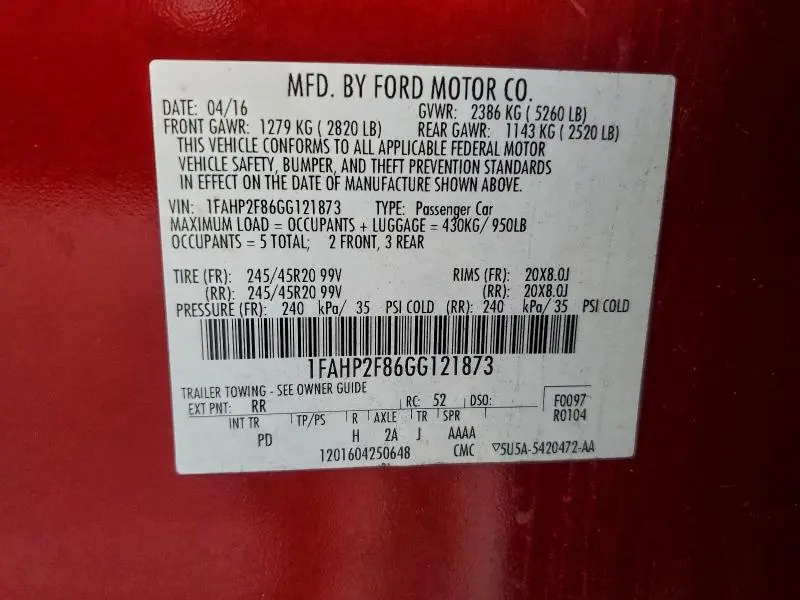 MFD. BY FORD MOTOR CO.
DATE: 04/16 GVWR: 2386 KG ( 5260 LB)
FRONT GAWR: 1279 KG ( 2820 LB) REAR GAWR: 1143 KG ( 2520 LB)
THIS VEHICLE CONFORMS TO ALL APPLICABLE FEDERAL MOTOR
VEHICLE SAFETY, BUMPER, AND THEFT PREVENTION STANDARDS
IN EFFECT ON THE DATE OF MANUFACTURE SHOWN ABOVE.
VIN: 1FAHP2F86GG121873 TYPE: Passenger Car
MAXIMUM LOAD = OCCUPANTS + LUGGAGE = 430KG/ 950LB
OCCUPANTS = 5 TOTAL; 2 FRONT, 3 REAR
TIRE (FR): 245/45R20 99V RIMS (FR): 20X8.0J
(RR): 245/45R20 99V (RR): 20X8.0J
PRESSURE (FR): 240 kPa/ 35 PSI COLD (RR): 240 kPa/ 35 PSI COLD
1FAHP2F86GG121873
TRAILER TOWING - SEE OWNER GUIDE
EXT PNT: RR RC: 52 DSO: F0097
INT TR TP/PS R AXLE TR SPR R0104
PD H 2A J AAAA
1201604250648 CMC ▽5U5A-5420472-AA